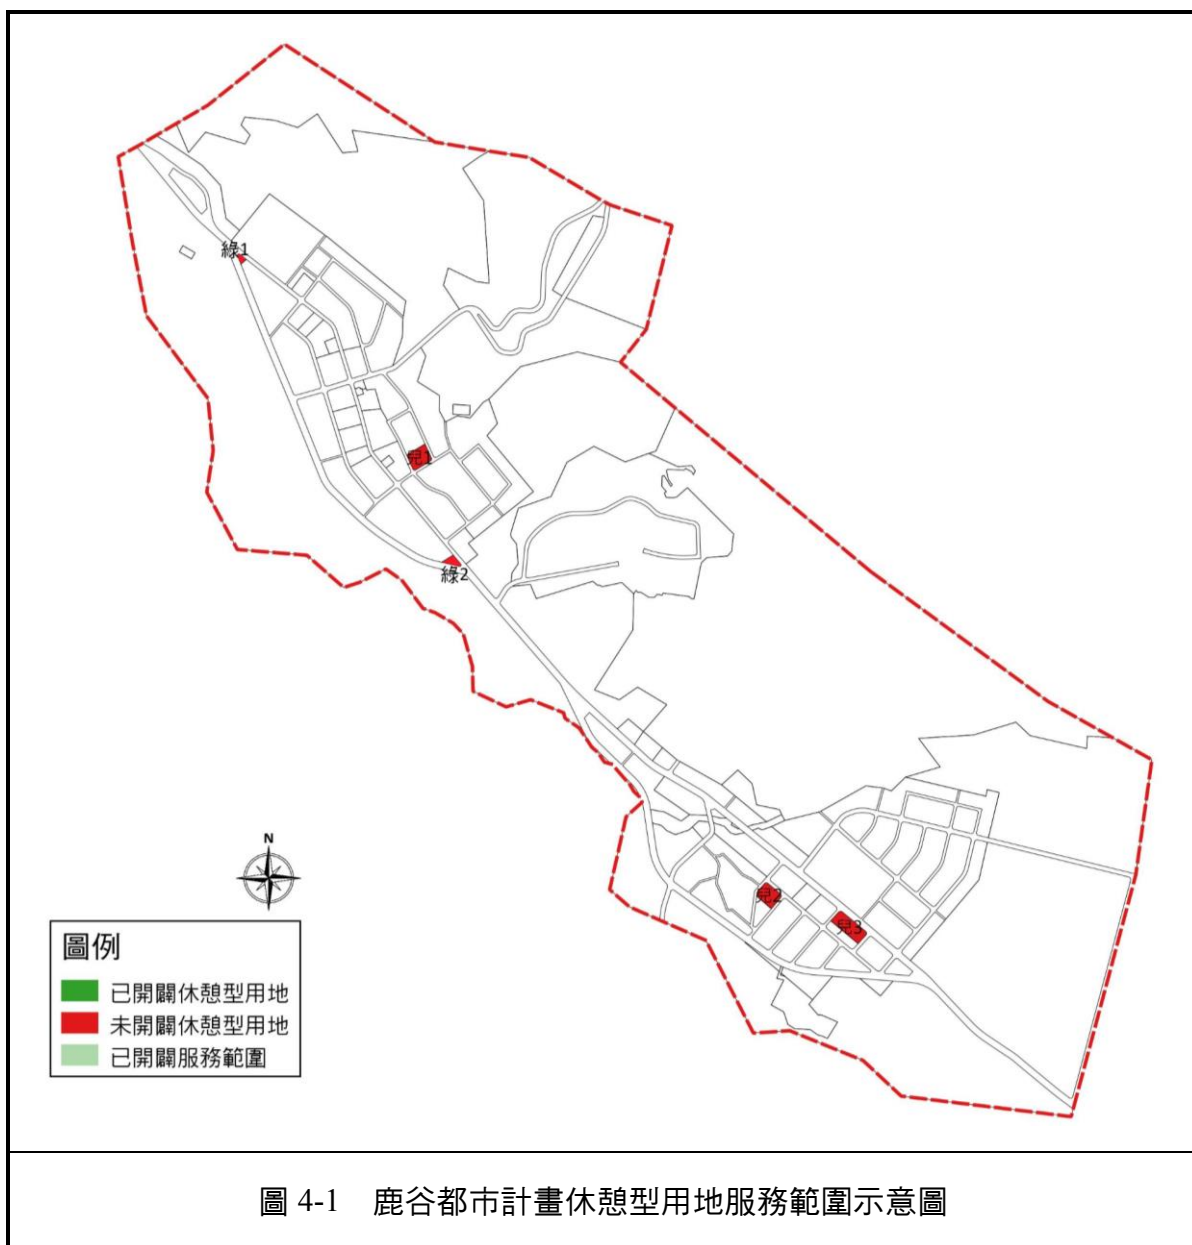 綠1
兒1
綠2
N
兒2
兒3
圖例
已開闢休憩型用地
未開闢休憩型用地
已開闢服務範圍
圖 4-1 鹿谷都市計畫休憩型用地服務範圍示意圖